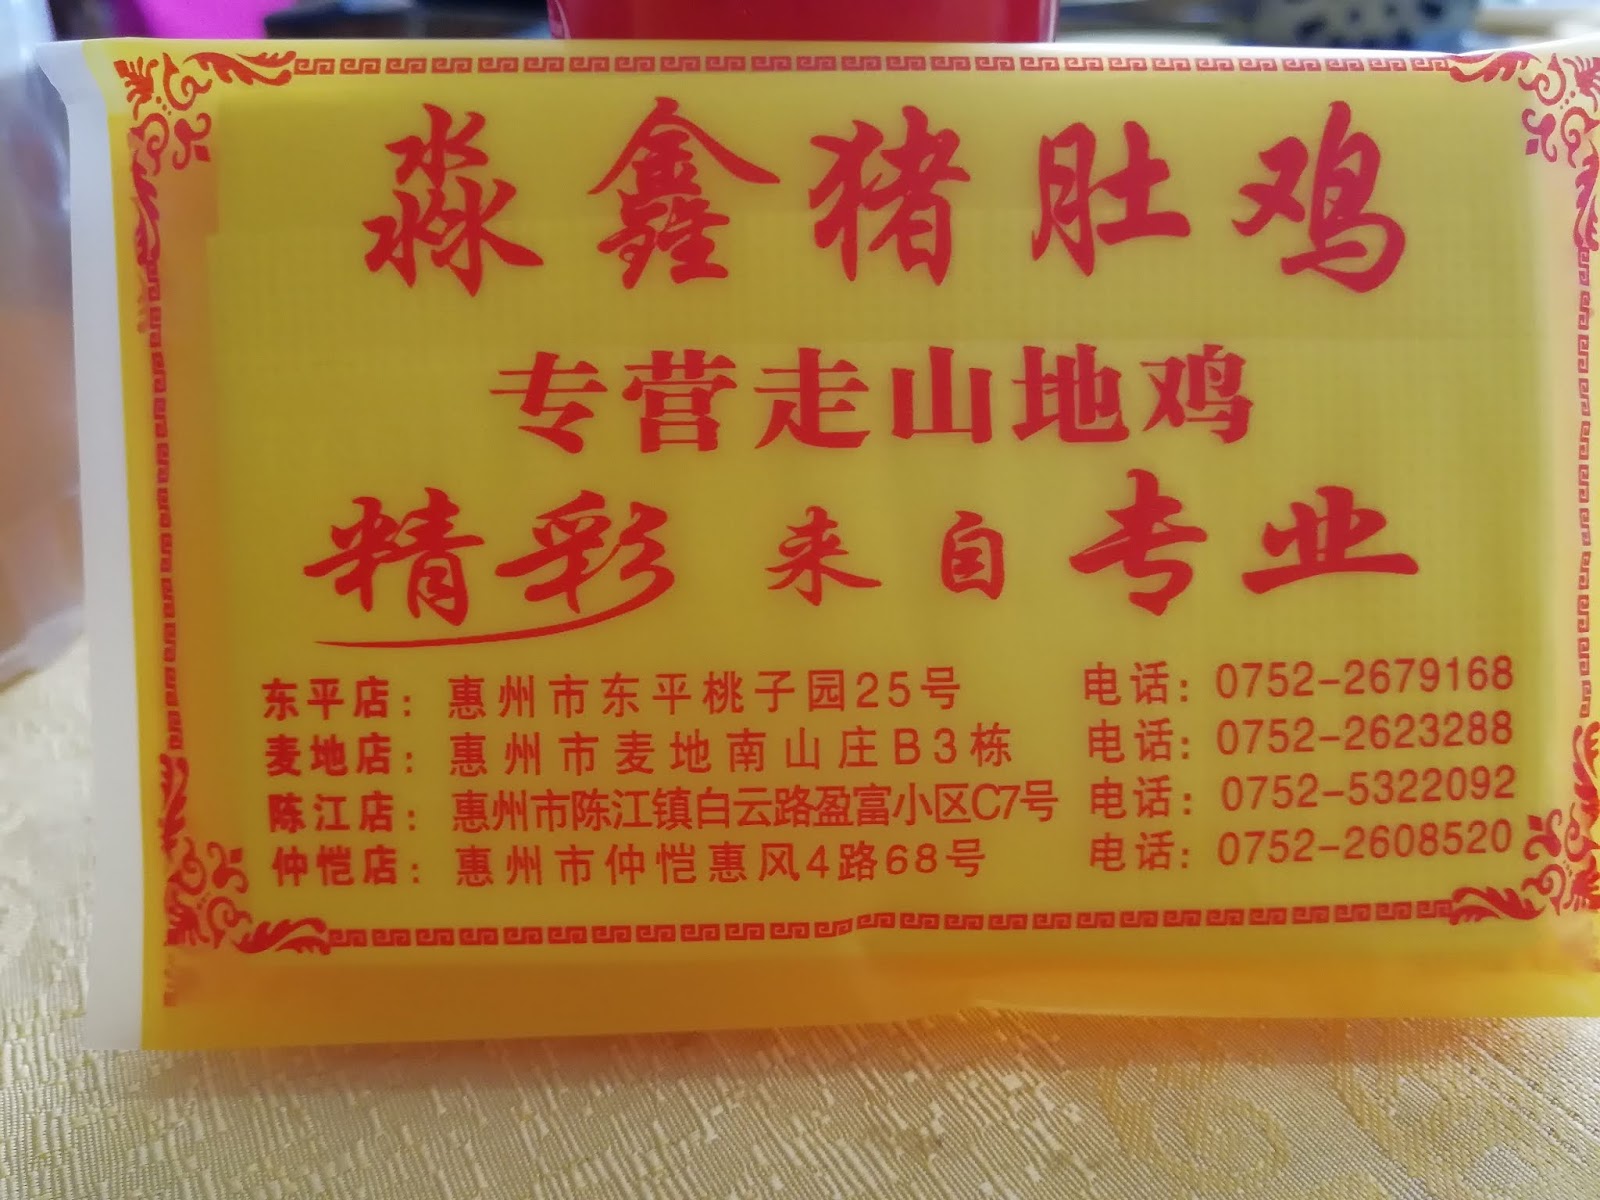 淼鑫猪肚鸡
专营走山地鸡
精彩来自专业
东平店：惠州市东平桃子园25号 电话：0752-2679168
麦地店：惠州市麦地南山庄B3栋 电话：0752-2623288
陈江店：惠州市陈江镇白云路盈富小区C7号 电话：0752-5322092
仲恺店：惠州市仲恺惠风4路68号 电话：0752-2608520